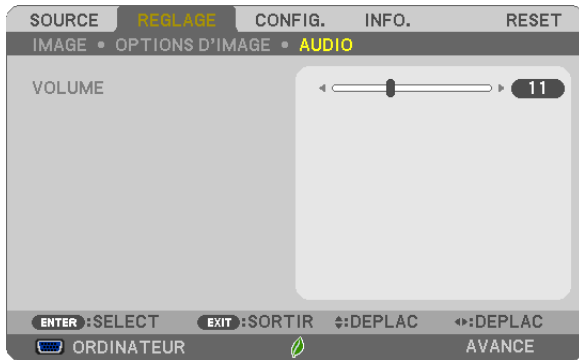 SOURCE REGLAGE CONFIG. INFO. RESET
IMAGE • OPTIONS D'IMAGE • AUDIO
VOLUME 11
ENTER :SELECT EXIT :SORTIR :DEPLAC :DEPLAC
ORDINATEUR AVANCE